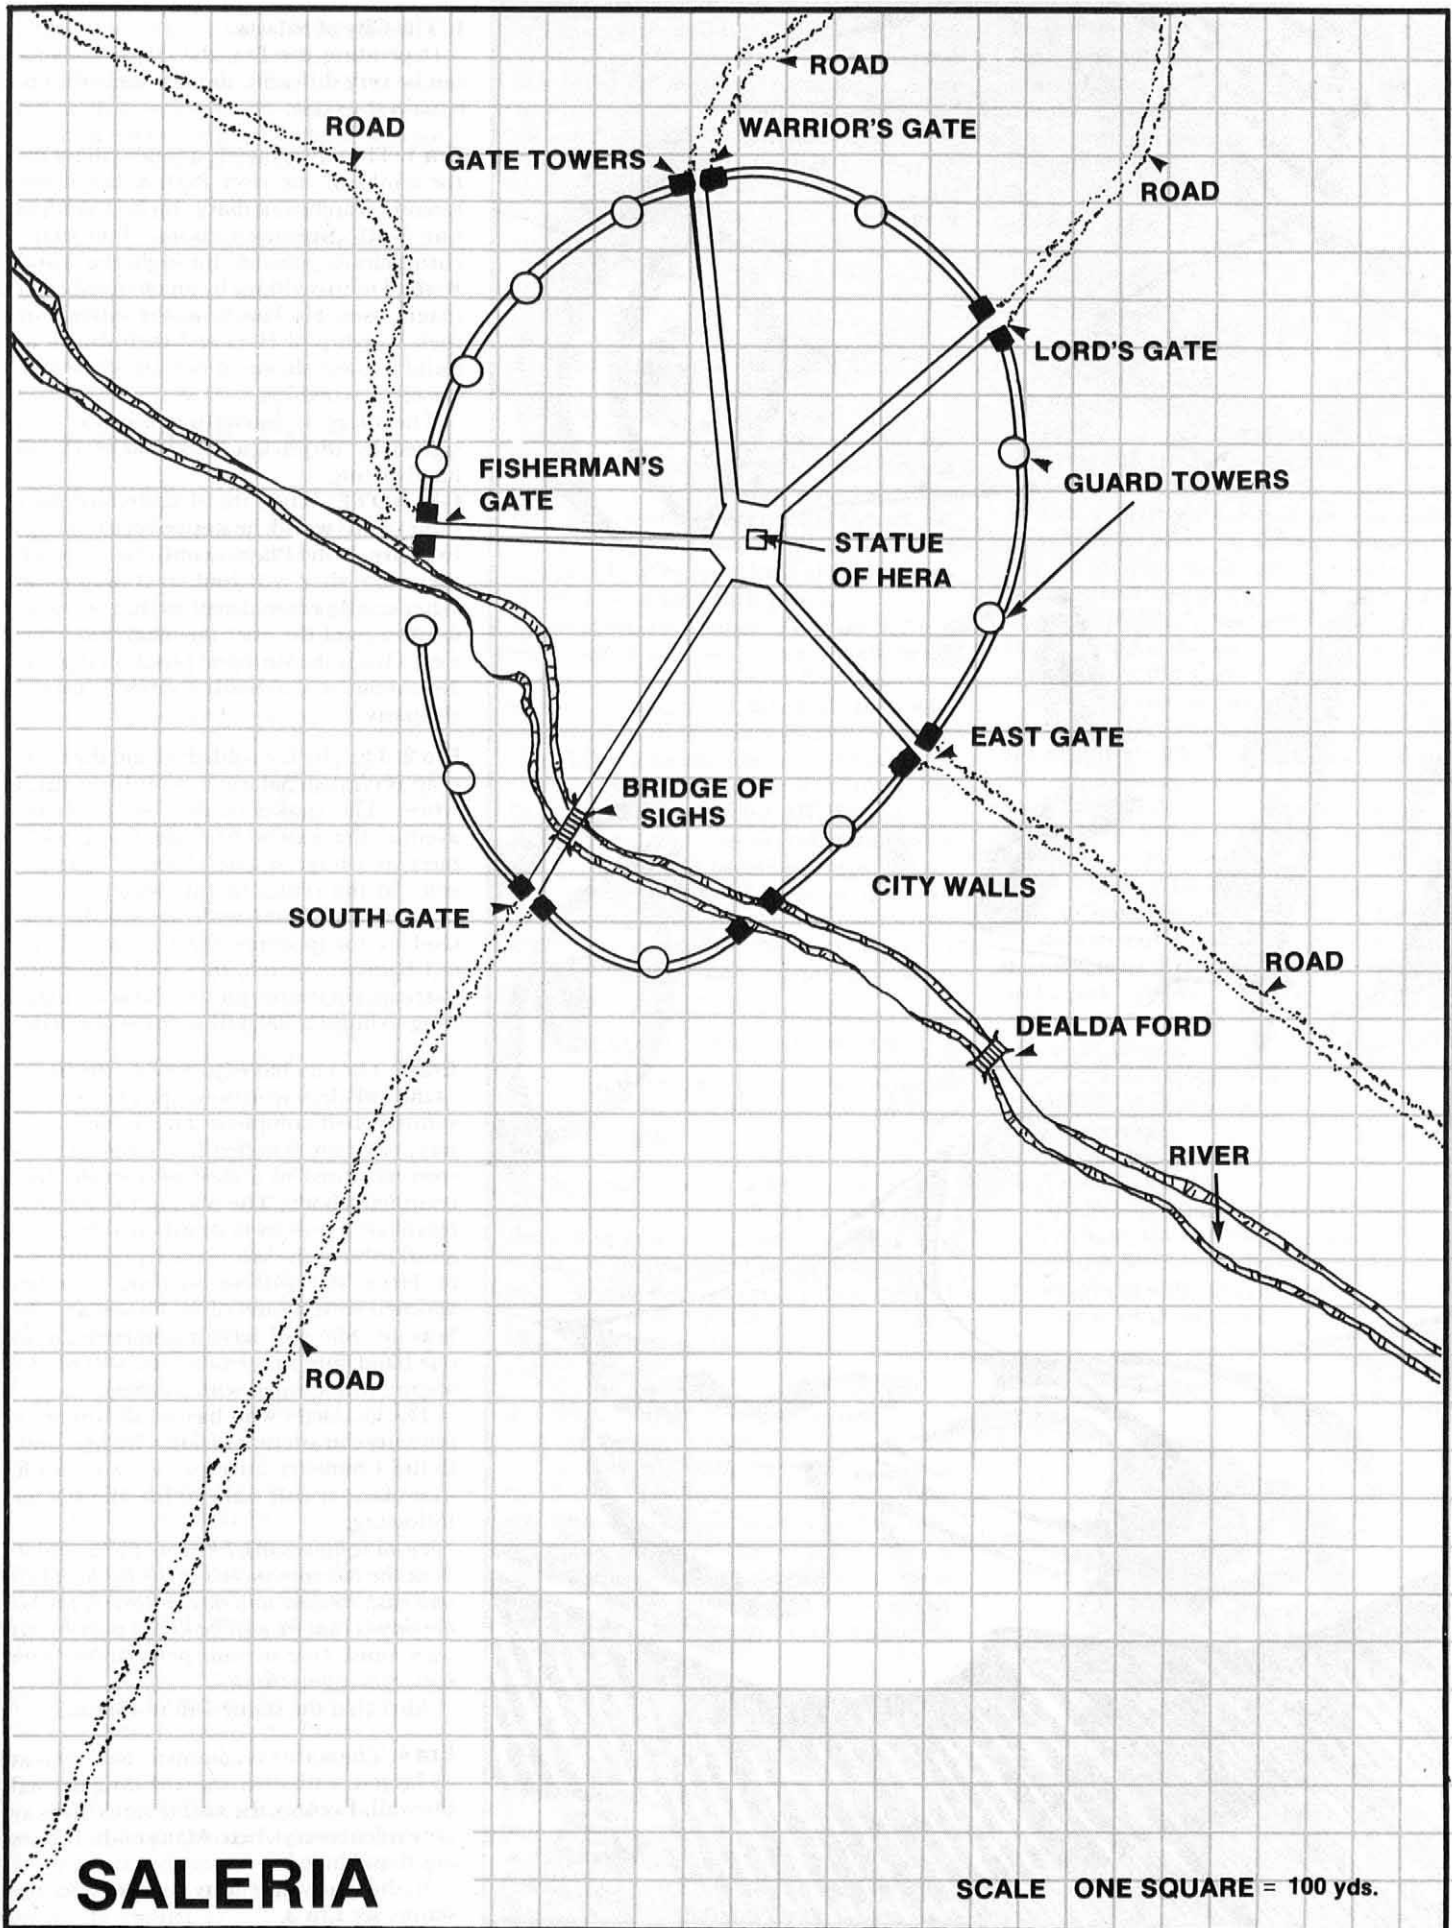 ROAD
ROAD
WARRIOR'S GATE
GATE TOWERS
ROAD
LORD'S GATE
FISHERMAN'S
GATE
GUARD TOWERS
STATUE
OF HERA
EAST GATE
BRIDGE OF
SIGHS
CITY WALLS
SOUTH GATE
ROAD
DEALDA FORD
RIVER
ROAD
SALERIA
SCALE ONE SQUARE = 100 yds.